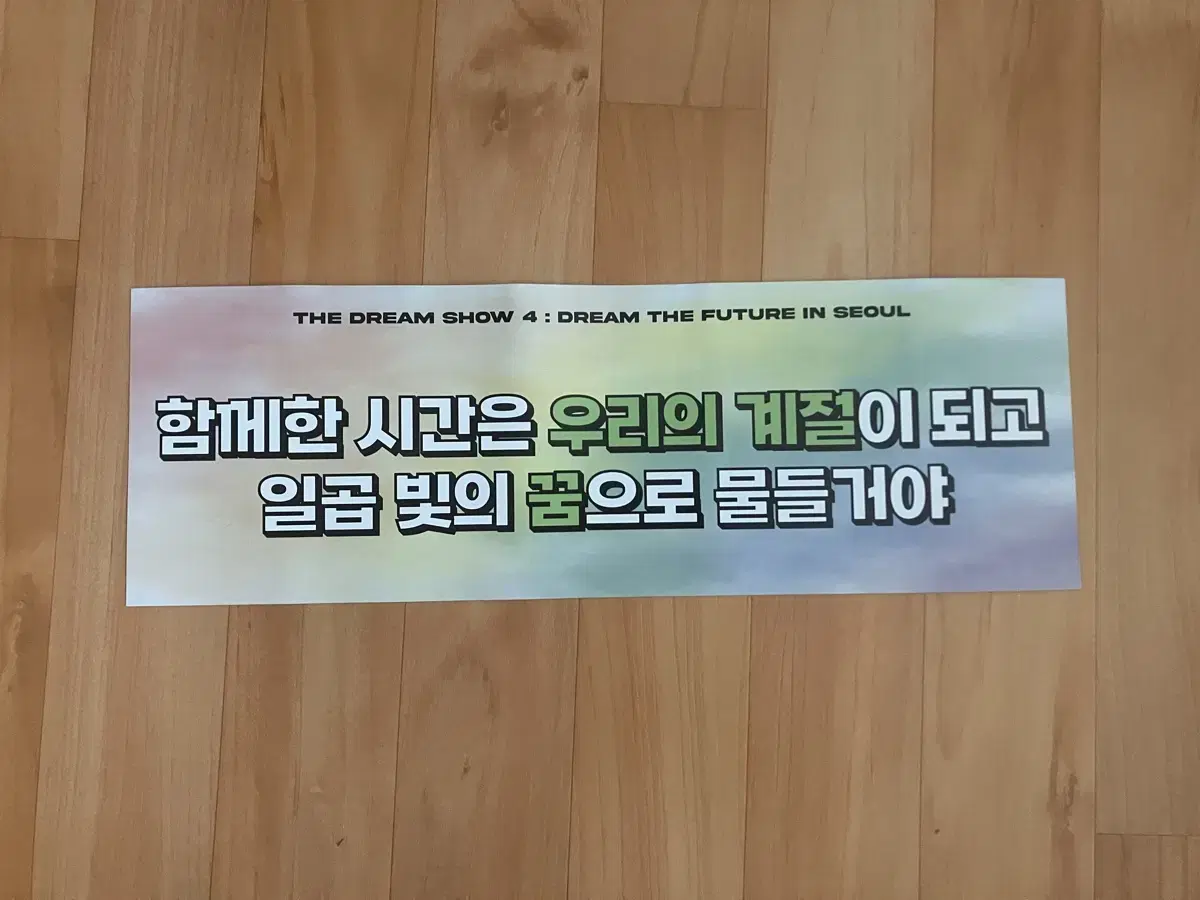 THE DREAM SHOW 4 : DREAM THE FUTURE IN SEOUL
함께한 시간은 우리의 계절이 되고
일곱 빛의 꿈으로 물들거야